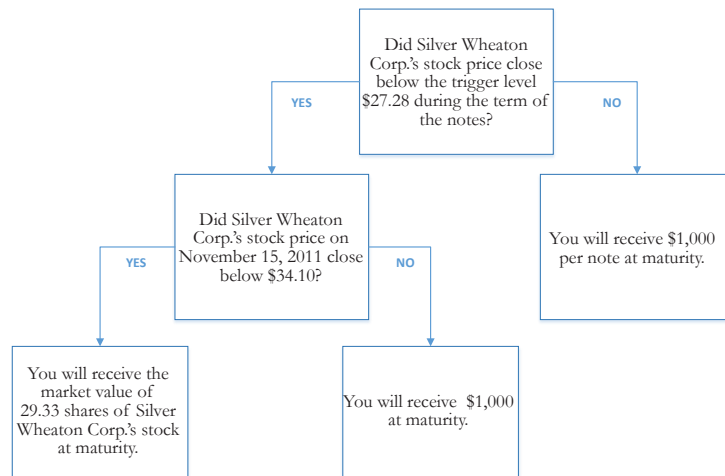 Did Silver Wheaton
Corp.'s stock price close
below the trigger level
$27.28 during the term of
the notes?
YES
NO
Did Silver Wheaton
Corp.'s stock price on
November 15, 2011 close
below $34.10?
You will receive $1,000
per note at maturity.
YES
NO
You will receive the
market value of
29.33 shares of Silver
Wheaton Corp.'s stock
at maturity.
You will receive $1,000
at maturity.